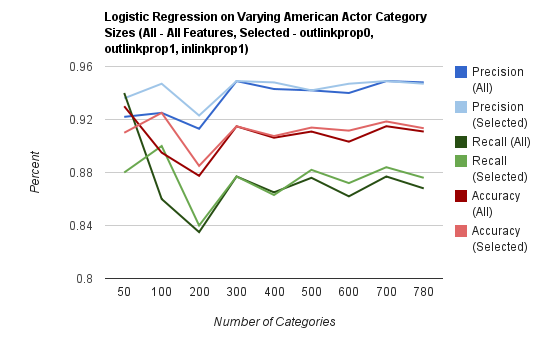 Logistic Regression on Varying American Actor Category
Sizes (All - All Features, Selected - outlinkprop0,
outlinkprop1, inlinkprop1)
0.96
0.92
0.88
0.84
0.8
Percent
50 100 200 300 400 500 600 700 780
Number of Categories
Precision
(All)
Precision
(Selected)
Recall (All)
Recall
(Selected)
Accuracy
(All)
Accuracy
(Selected)